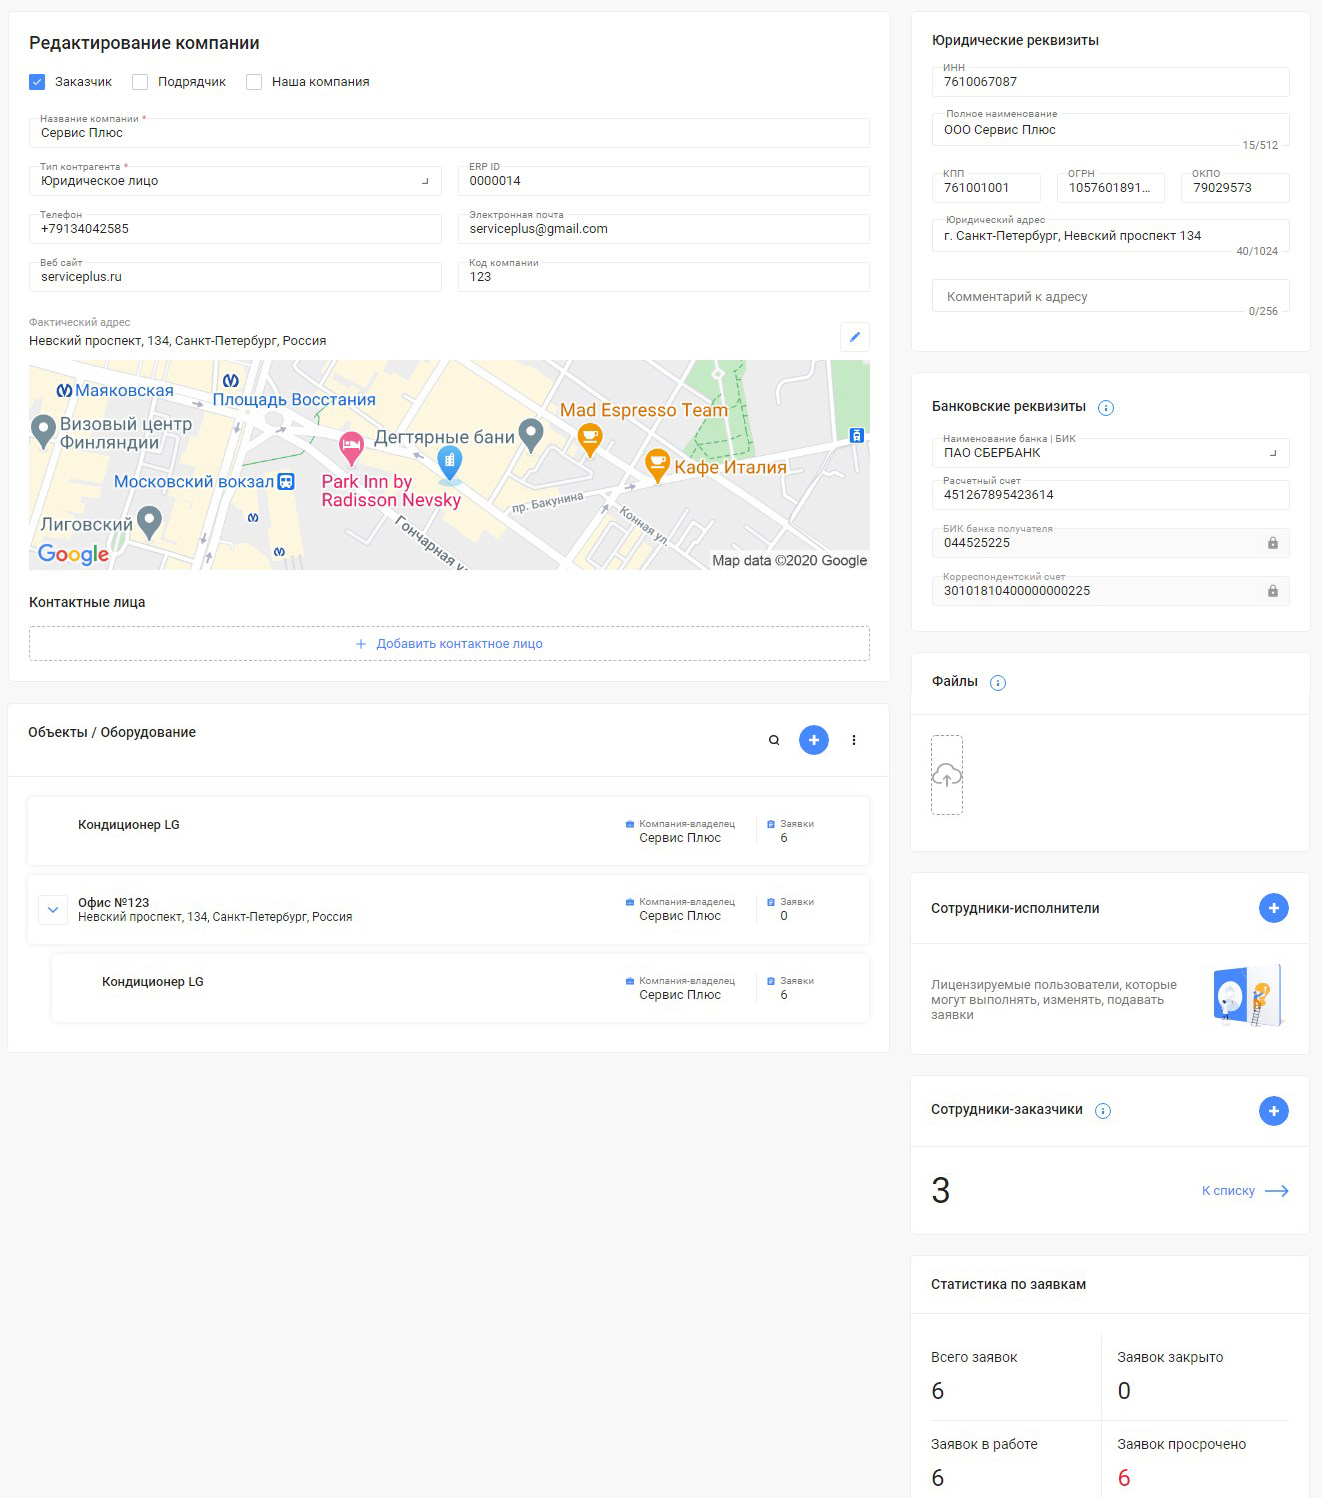 Редактирование компании
Заказчик
Подрядчик
Наша компания
Название компании *
Сервис Плюс
Тип контрагента *
Юридическое лицо
ERP ID
0000014
Телефон
+79134042585
Электронная почта
serviceplus@gmail.com
Веб сайт
serviceplus.ru
Код компании
123
Фактический адрес
Невский проспект, 134, Санкт-Петербург, Россия
Маяковская
Площадь Восстания
Визовый центр
Финляндии
Mad Espresso Team
Дегтярные бани
Кафе Италия
Московский вокзал
Park Inn by
Radisson Nevsky
пр. Бакунина
Конная ул.
Лиговский
Гончарная у
Google
Map data ©2020 Google
Контактные лица
Добавить контактное лицо
Объекты / Оборудование
Кондиционер LG
Компания-владелец
Сервис Плюс
Заявки
6
Офис №123
Невский проспект, 134, Санкт-Петербург, Россия
Компания-владелец
Сервис Плюс
Заявки
0
Кондиционер LG
Компания-владелец
Сервис Плюс
Заявки
6
Юридические реквизиты
ИНН
7610067087
Полное наименование
ООО Сервис Плюс
15/512
КПП
761001001
ОГРН
1057601891...
ОКПО
79029573
Юридический адрес
г. Санкт-Петербург, Невский проспект 134
40/1024
Комментарий к адресу
0/256
Банковские реквизиты
Наименование банка | БИК
ПАО СБЕРБАНК
Расчетный счет
451267895423614
БИК банка получателя
044525225
Корреспондентский счет
30101810400000000225
Файлы
Сотрудники-исполнители
Лицензируемые пользователи, которые
могут выполнять, изменять, подавать
заявки
Сотрудники-заказчики
3
К списку
Статистика по заявкам
Всего заявок
6
Заявок закрыто
0
Заявок в работе
6
Заявок просрочено
6